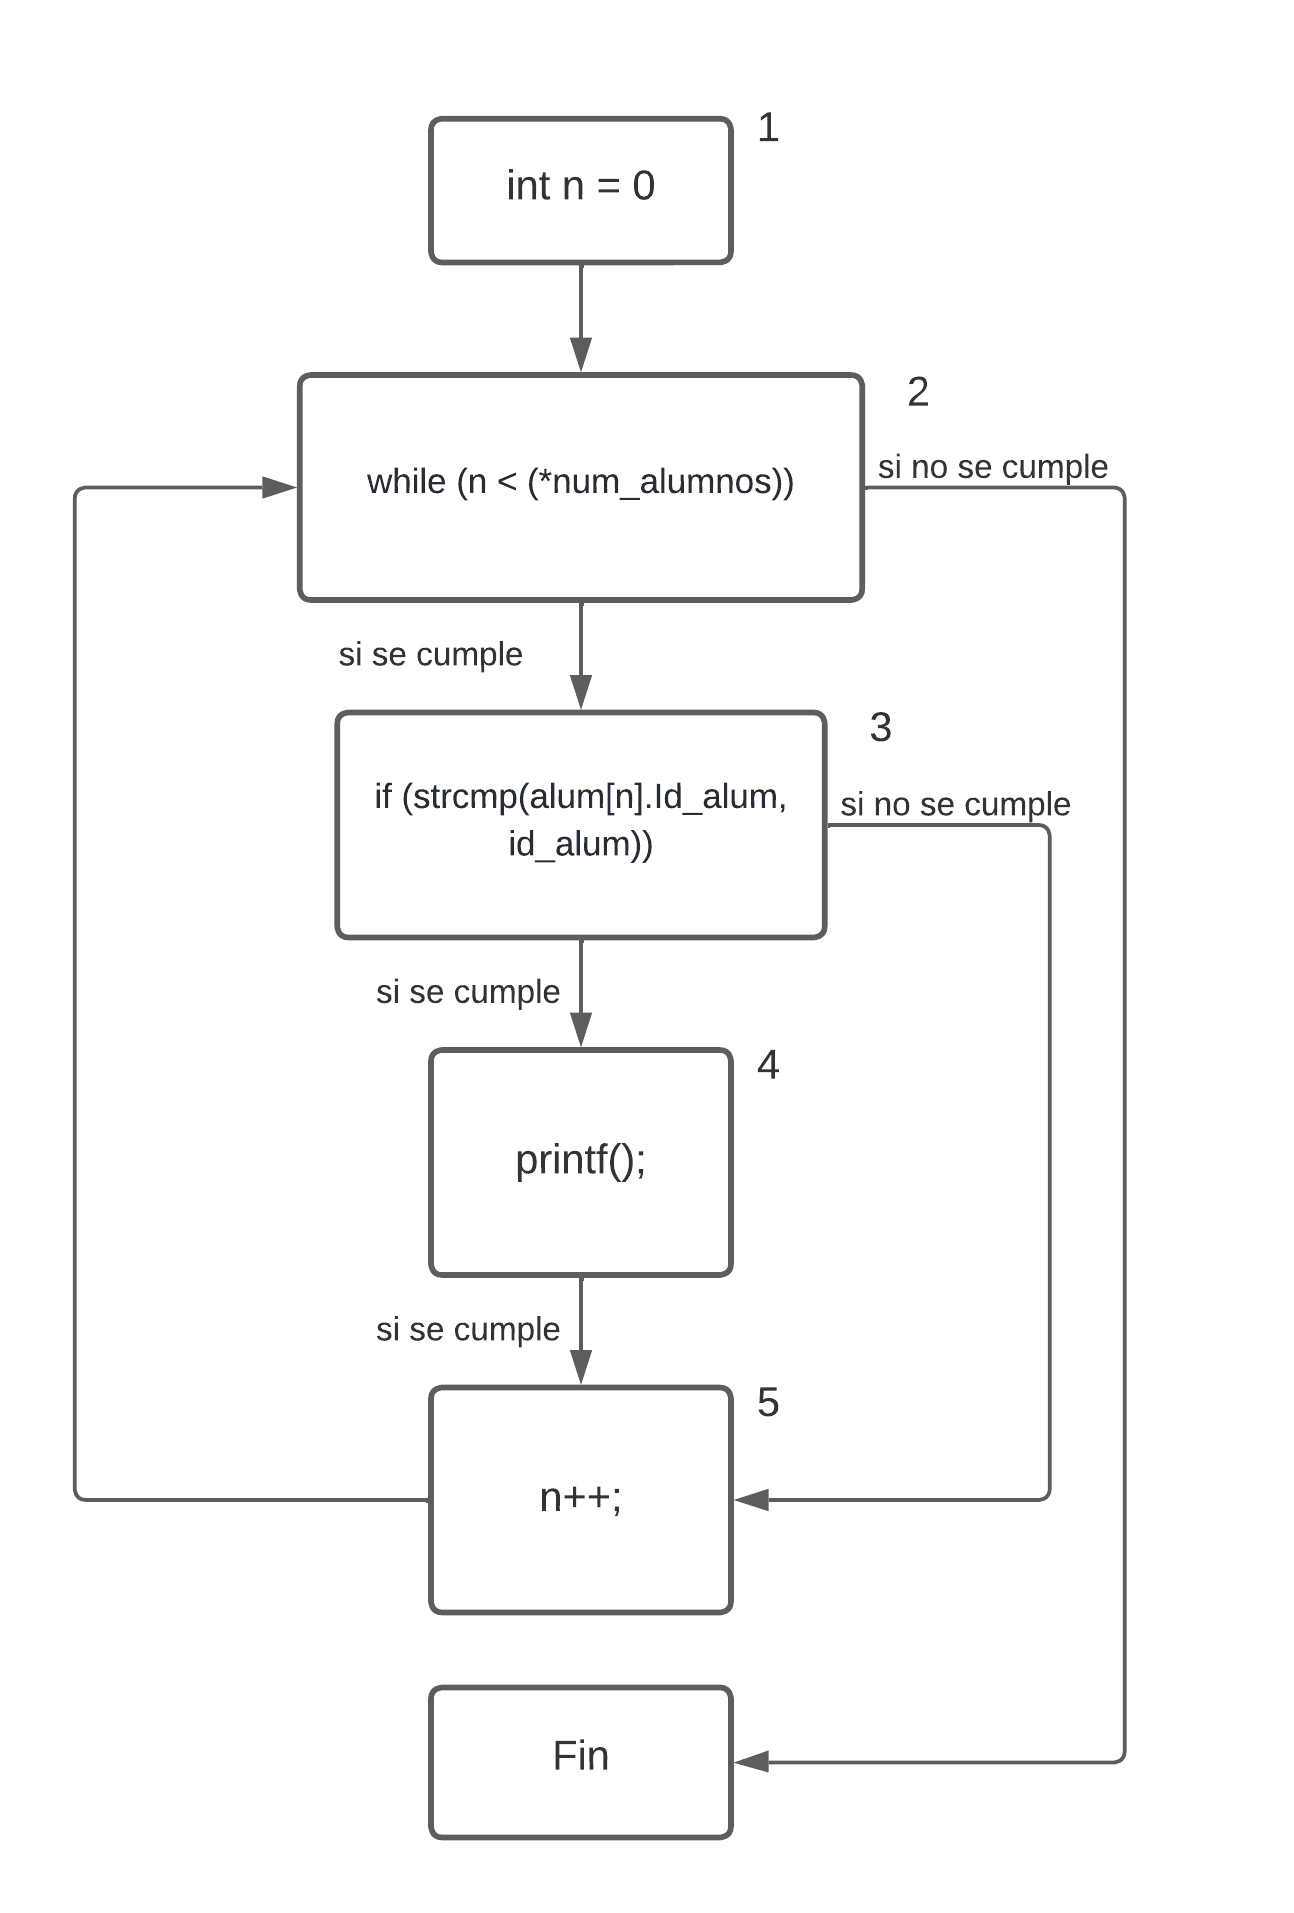 1
int n = 0
2
while (n < (*num_alumnos))
si no se cumple
si se cumple
3
if (strcmp(alum[n].Id_alum,
id_alum))
si no se cumple
si se cumple
4
printf();
si se cumple
5
n++;
Fin